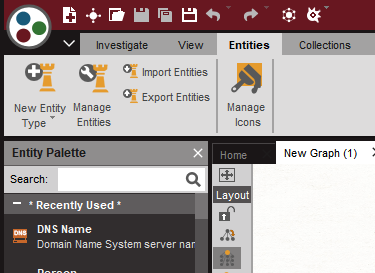 Investigate View Entities Collections
New Entity Type
Manage Entities
Import Entities
Export Entities
Manage Icons
Entity Palette
Search:
* Recently Used *
DNS
DNS Name
Domain Name System server nam
Person
Home New Graph (1)
Layout